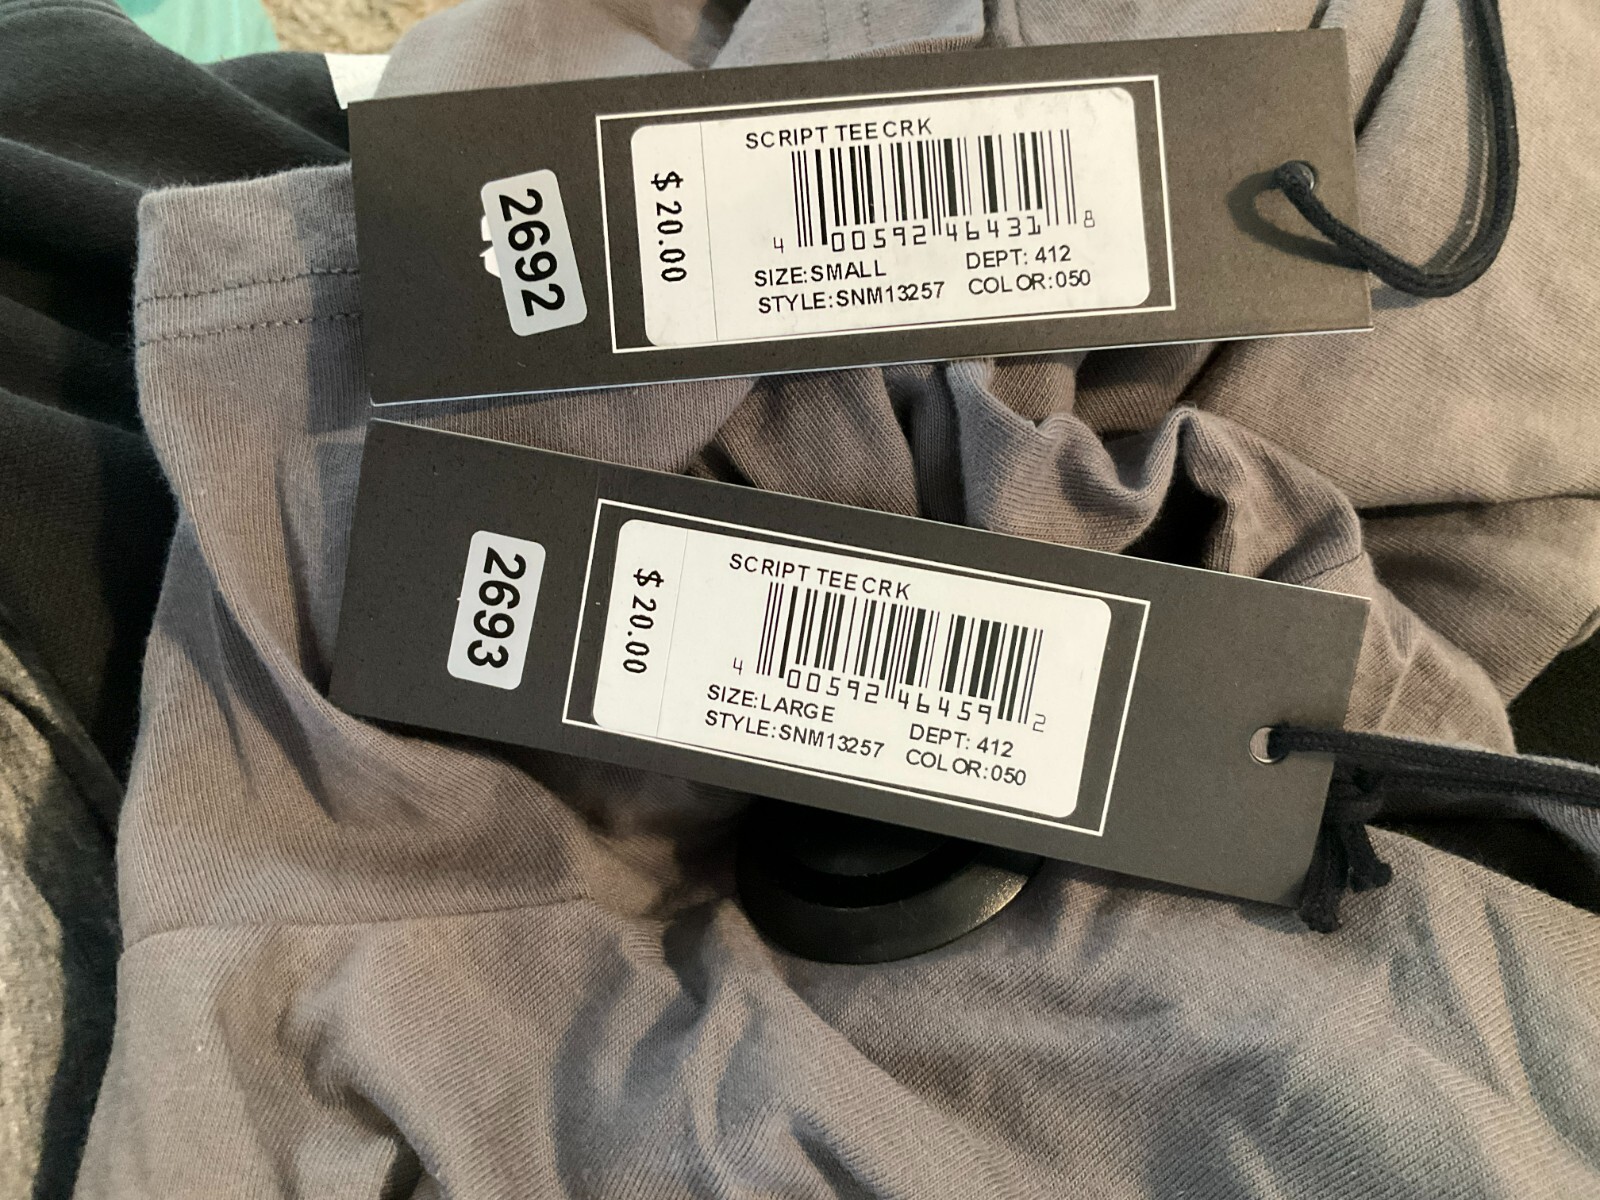 SCRIPT TEE CRK
4 00592 46431 8
SIZE:SMALL DEPT: 412
STYLE:SNM13257 COLOR:050
$ 20.00
2692
SCRIPT TEE CRK
4 00592 46459 2
SIZE:LARGE DEPT: 412
STYLE:SNM13257 COLOR:050
$ 20.00
2693